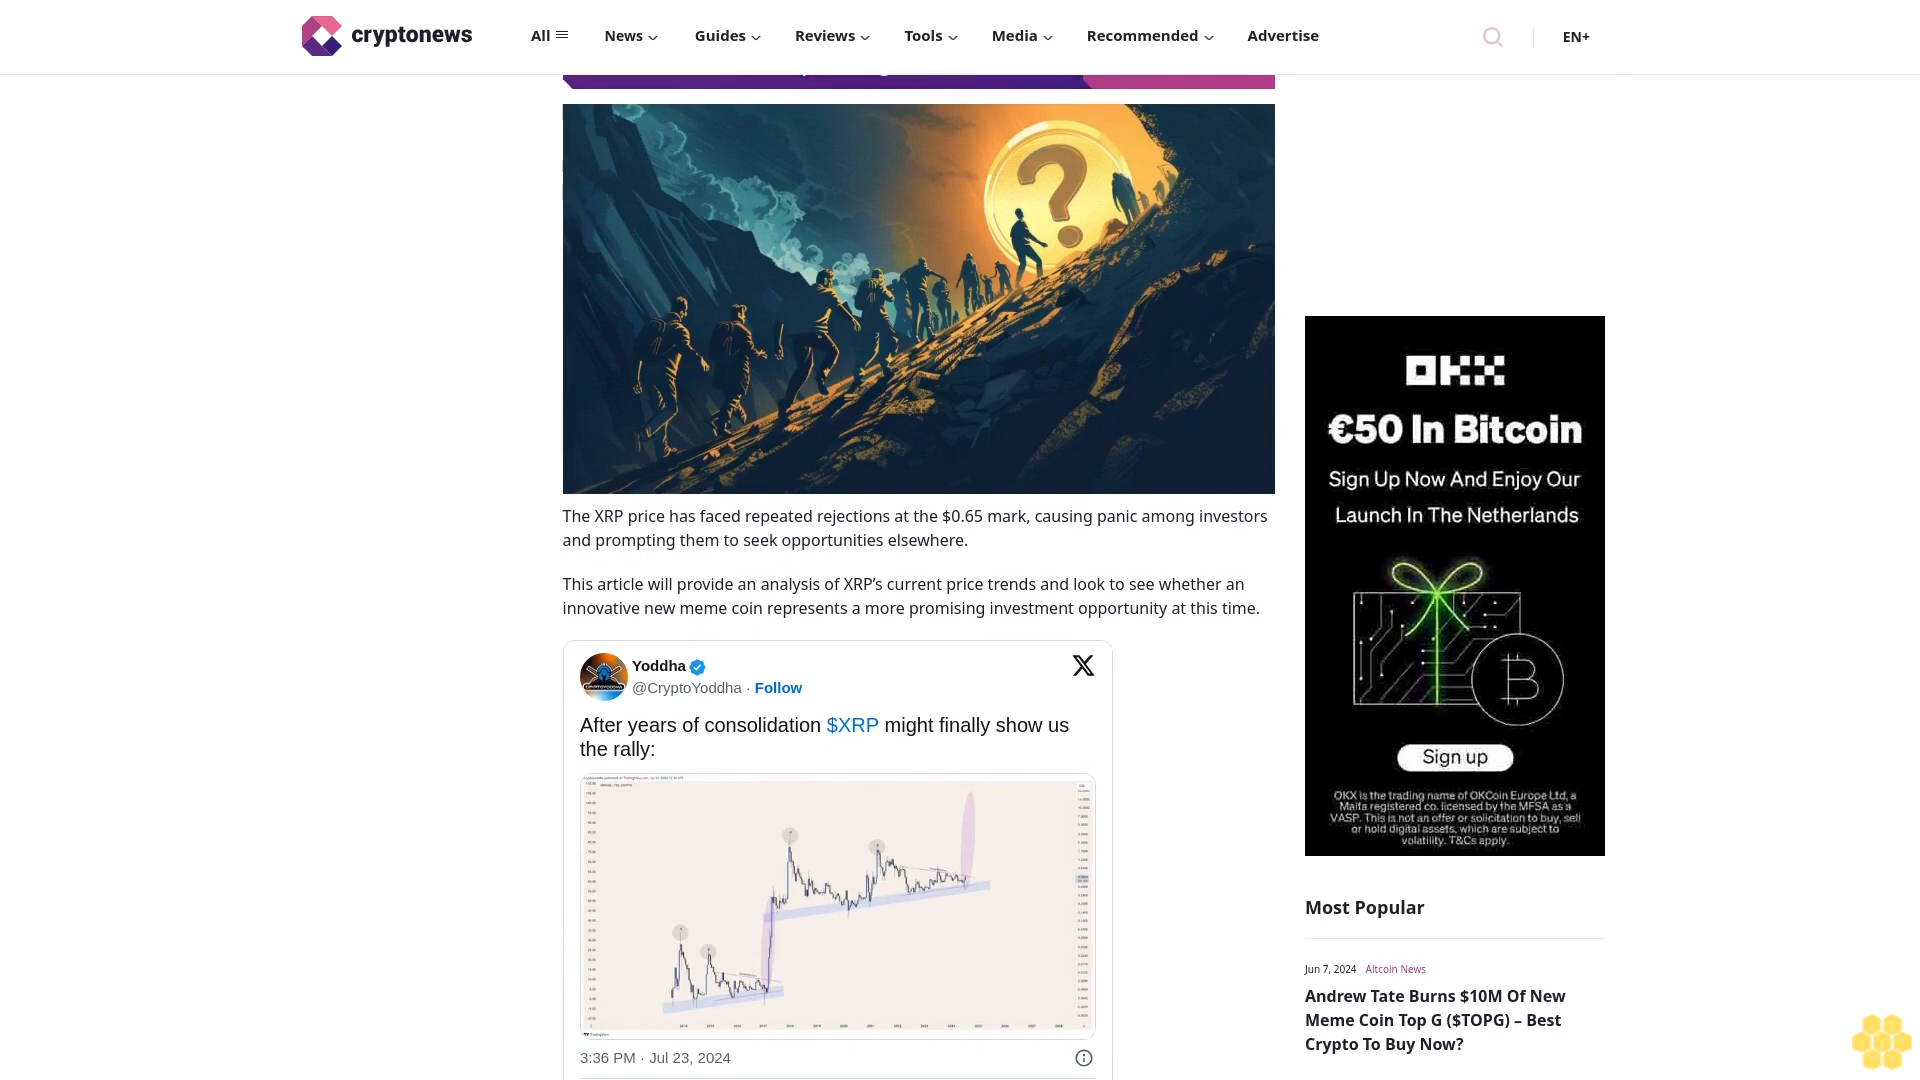 cryptonews
All
News
Guides
Reviews
Tools
Media
Recommended
Advertise
EN+
?
The XRP price has faced repeated rejections at the $0.65 mark, causing panic among investors
and prompting them to seek opportunities elsewhere.
This article will provide an analysis of XRP’s current price trends and look to see whether an
innovative new meme coin represents a more promising investment opportunity at this time.
Yoddha
@CryptoYoddha · Follow
After years of consolidation $XRP might finally show us
the rally:
3:36 PM · Jul 23, 2024
OKX
€50 In Bitcoin
Sign Up Now And Enjoy Our
Launch In The Netherlands
Sign up
OKX is the trading name of OKCoin Europe Ltd, a
Malta registered co. licensed by the MFSA as a
VASP. This is not an offer or solicitation to buy, sell
or hold digital assets, which are subject to
volatility. T&Cs apply.
Most Popular
Jun 7, 2024 Altcoin News
Andrew Tate Burns $10M Of New
Meme Coin Top G ($TOPG) – Best
Crypto To Buy Now?